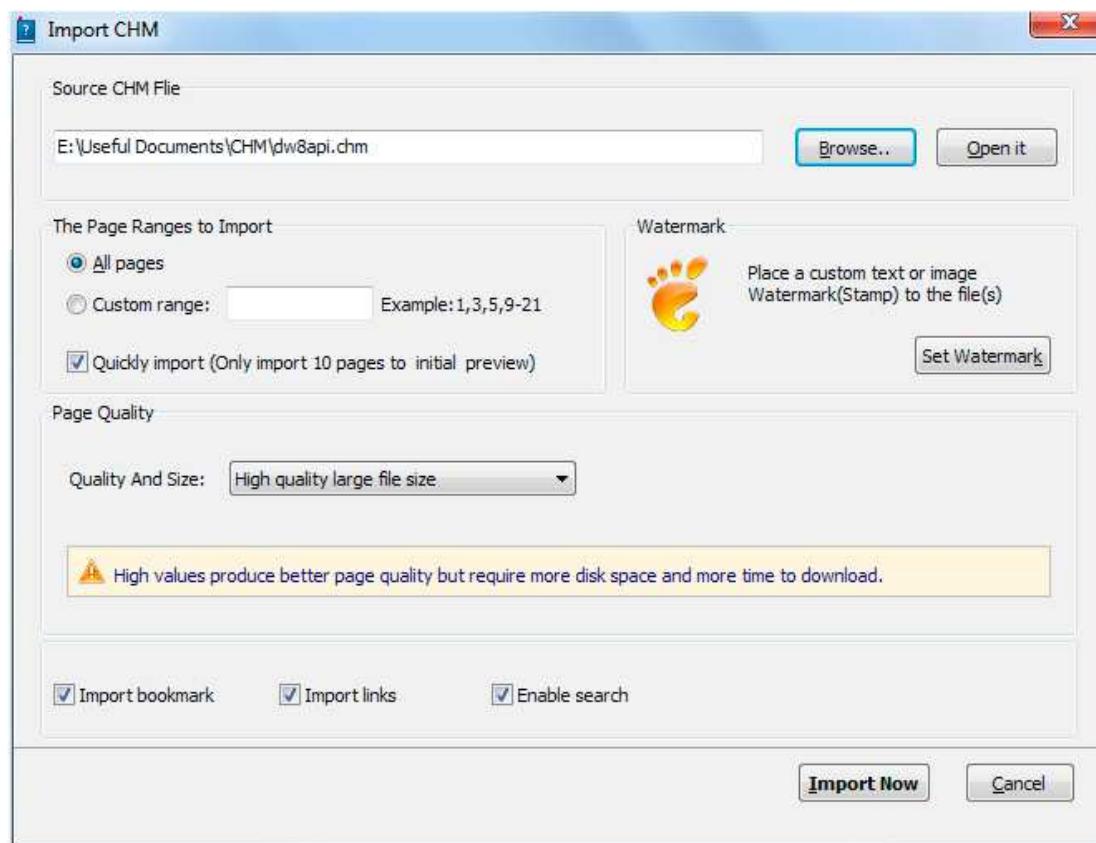 Import CHM
Source CHM Flie
E:\Useful Documents\CHM\dw8api.chm
Browse..
Open it
The Page Ranges to Import
All pages
Custom range:
Example:1,3,5,9-21
Quickly import (Only import 10 pages to initial preview)
Watermark
Place a custom text or image
Watermark(Stamp) to the file(s)
Set Watermark
Page Quality
Quality And Size:
High quality large file size
High values produce better page quality but require more disk space and more time to download.
Import bookmark
Import links
Enable search
Import Now
Cancel